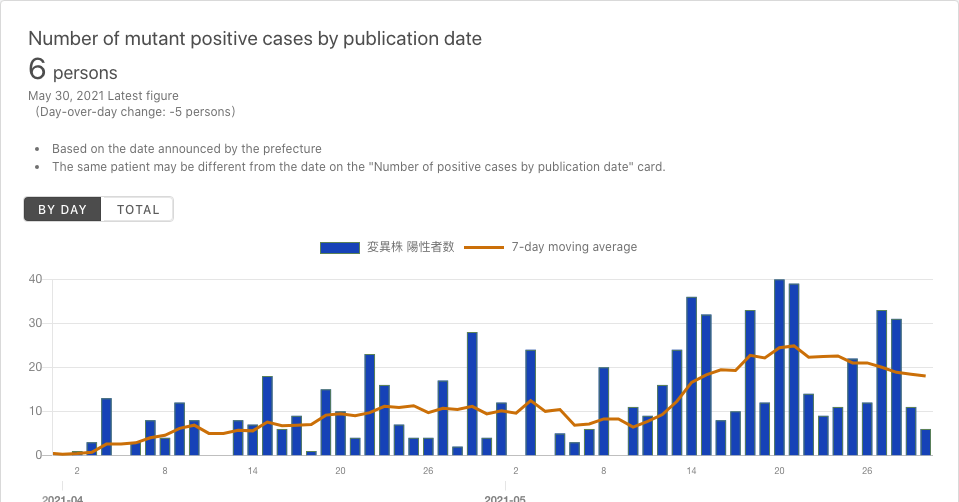 Number of mutant positive cases by publication date
6 persons
May 30, 2021 Latest figure
(Day-over-day change: -5 persons)
Based on the date announced by the prefecture
The same patient may be different from the date on the "Number of positive cases by publication date" card.
BY DAY TOTAL
変異株 陽性者数 7-day moving average
40
30
20
10
0
2 8 14 20 26 2 8 14 20 26
2021-04 2021-05